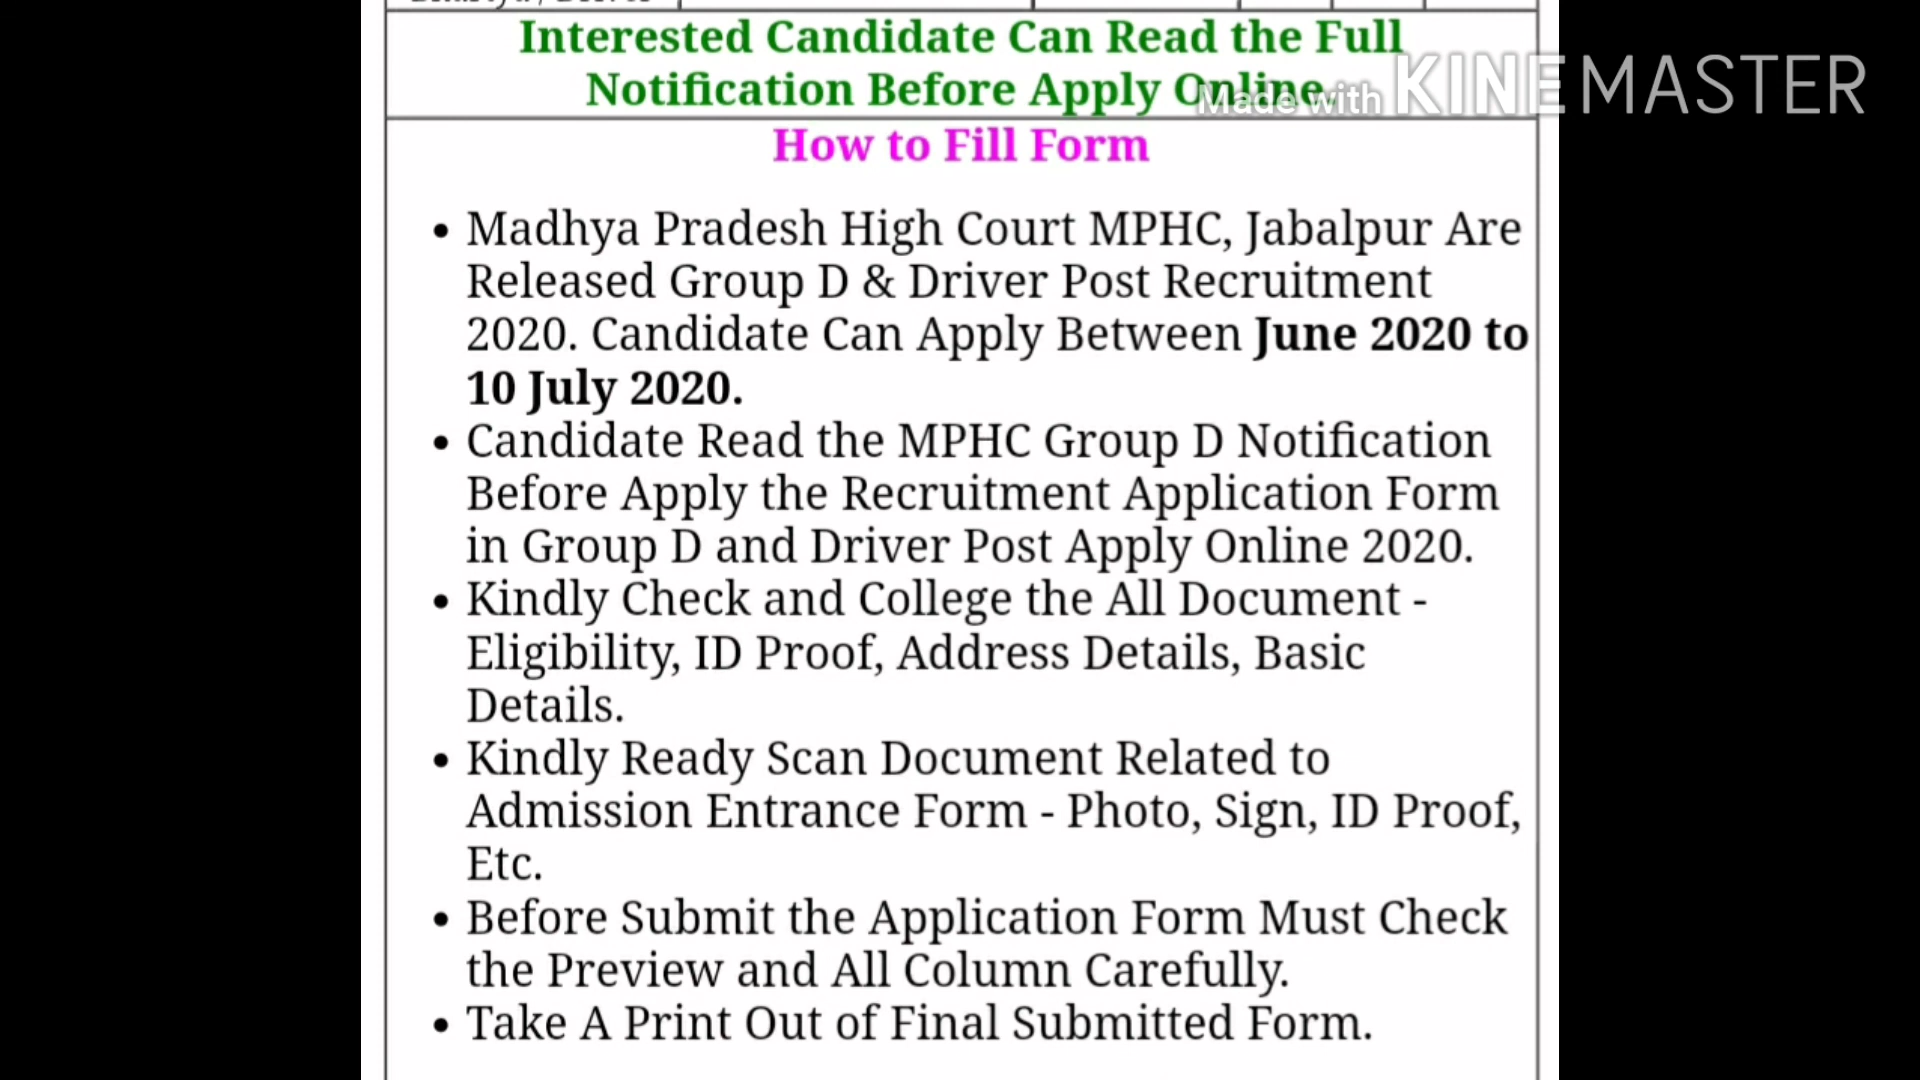 Interested Candidate Can Read the Full
Notification Before Apply Online.
Made with KINEMASTER
How to Fill Form
• Madhya Pradesh High Court MPHC, Jabalpur Are
Released Group D & Driver Post Recruitment
2020. Candidate Can Apply Between June 2020 to
10 July 2020.
• Candidate Read the MPHC Group D Notification
Before Apply the Recruitment Application Form
in Group D and Driver Post Apply Online 2020.
• Kindly Check and College the All Document -
Eligibility, ID Proof, Address Details, Basic
Details.
• Kindly Ready Scan Document Related to
Admission Entrance Form - Photo, Sign, ID Proof,
Etc.
• Before Submit the Application Form Must Check
the Preview and All Column Carefully.
• Take A Print Out of Final Submitted Form.